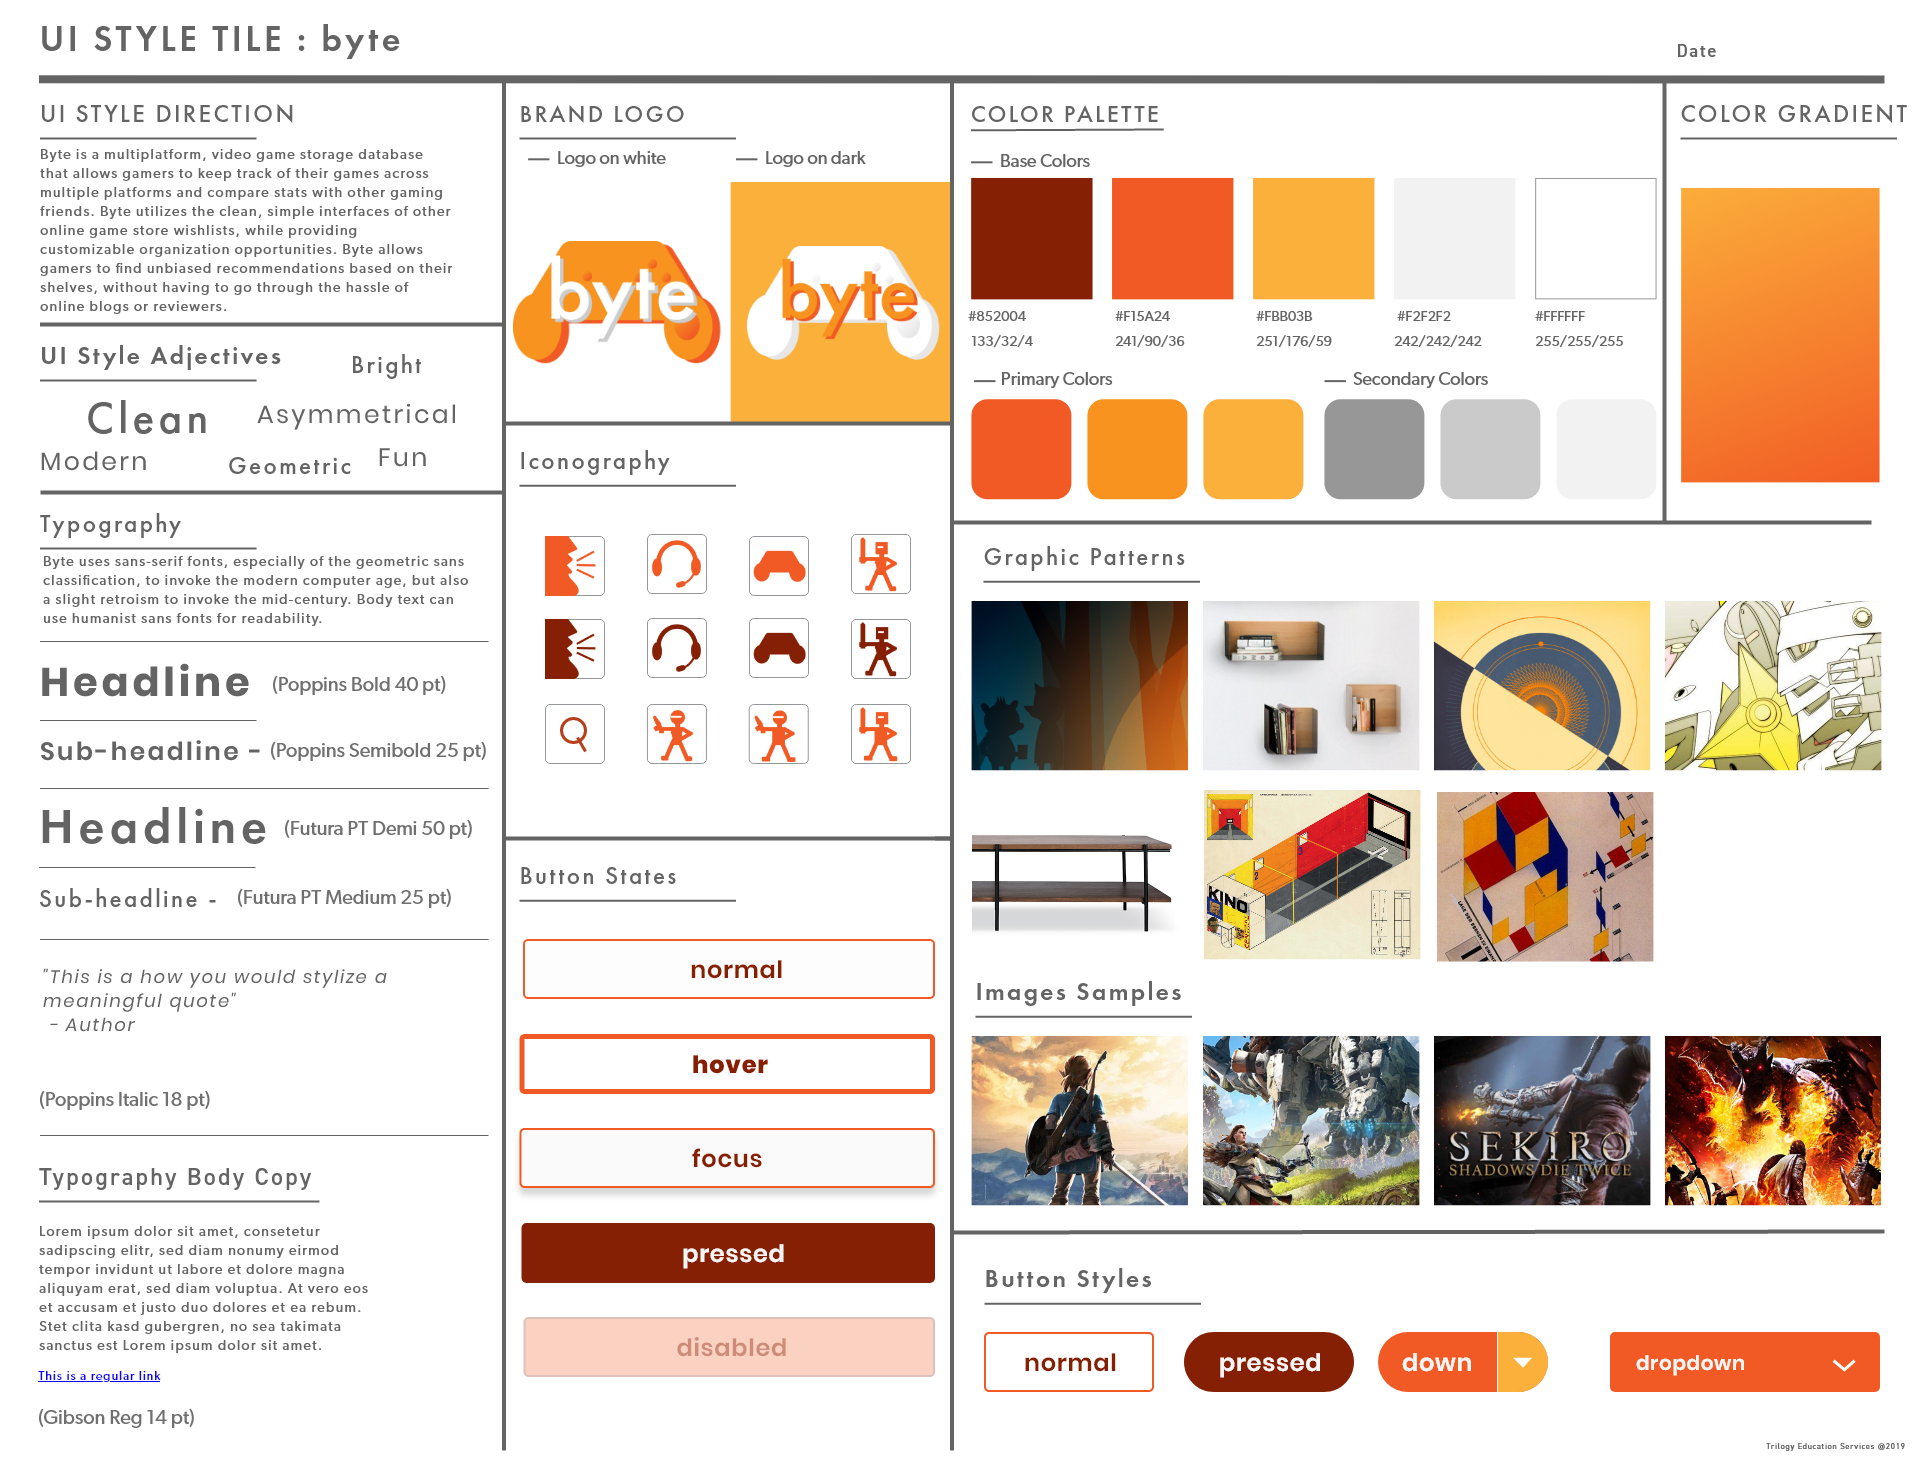 UI STYLE TILE : byte
Date
UI STYLE DIRECTION
Byte is a multiplatform, video game storage database
that allows gamers to keep track of their games across
multiple platforms and compare stats with other gaming
friends. Byte utilizes the clean, simple interfaces of other
online game store wishlists, while providing
customizable organization opportunities. Byte allows
gamers to find unbiased recommendations based on their
shelves, without having to go through the hassle of
online blogs or reviewers.
UI Style Adjectives
Bright
Clean
Asymmetrical
Modern
Geometric
Fun
Typography
Byte uses sans-serif fonts, especially of the geometric sans
classification, to invoke the modern computer age, but also
a slight retroism to invoke the mid-century. Body text can
use humanist sans fonts for readability.
Headline (Poppins Bold 40 pt)
Sub-headline - (Poppins Semibold 25 pt)
Headline (Futura PT Demi 50 pt)
Sub-headline - (Futura PT Medium 25 pt)
"This is a how you would stylize a
meaningful quote"
- Author
(Poppins Italic 18 pt)
Typography Body Copy
Lorem ipsum dolor sit amet, consetetur
sadipscing elitr, sed diam nonumy eirmod
tempor invidunt ut labore et dolore magna
aliquyam erat, sed diam voluptua. At vero eos
et accusam et justo duo dolores et ea rebum.
Stet clita kasd gubergren, no sea takimata
sanctus est Lorem ipsum dolor sit amet.
This is a regular link
(Gibson Reg 14 pt)
BRAND LOGO
— Logo on white
— Logo on dark
byte
byte
Iconography
Button States
normal
hover
focus
pressed
disabled
COLOR PALETTE
— Base Colors
#852004
#F15A24
#FBB03B
#F2F2F2
#FFFFFF
133/32/4
241/90/36
251/176/59
242/242/242
255/255/255
— Primary Colors
— Secondary Colors
COLOR GRADIENT
Graphic Patterns
KINO
Images Samples
SEKIRO
SHADOWS DIE TWICE
Button Styles
normal
pressed
down
dropdown
Trilogy Education Services @2019